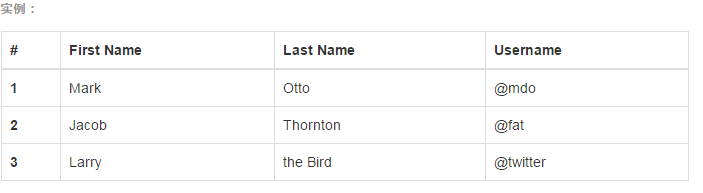 实例：
# First Name Last Name Username
1 Mark Otto @mdo
2 Jacob Thornton @fat
3 Larry the Bird @twitter